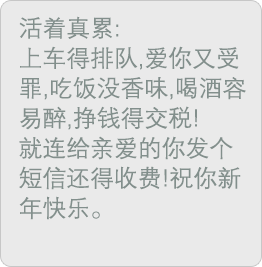 活着真累:
上车得排队,爱你又受
罪,吃饭没香味,喝酒容
易醉,挣钱得交税!
就连给亲爱的你发个
短信还得收费!祝你新
年快乐。